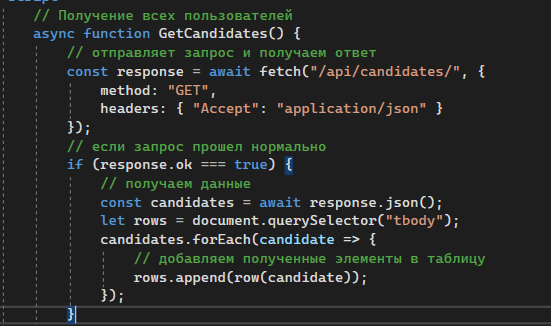 // Получение всех пользователей
async function GetCandidates() {
// отправляет запрос и получаем ответ
const response = await fetch("/api/candidates/", {
method: "GET",
headers: { "Accept": "application/json" }
});
// если запрос прошел нормально
if (response.ok === true) {
// получаем данные
const candidates = await response.json();
let rows = document.querySelector("tbody");
candidates.forEach(candidate => {
// добавляем полученные элементы в таблицу
rows.append(row(candidate));
});
}